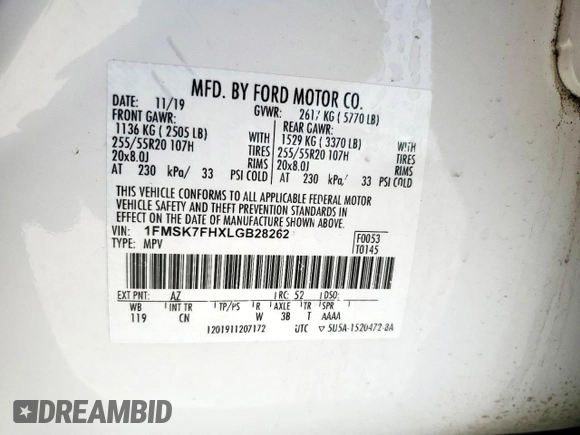 MFD. BY FORD MOTOR CO.
DATE: 11/19 GVWR: 2617 KG ( 5770 LB)
FRONT GAWR: REAR GAWR:
1136 KG ( 2505 LB) WITH 1529 KG ( 3370 LB) WITH
255/55R20 107H TIRES 255/55R20 107H TIRES
20x8.0J RIMS 20x8.0J RIMS
AT 230 kPa/ 33 PSI COLD AT 230 kPa/ 33 PSI COLD
THIS VEHICLE CONFORMS TO ALL APPLICABLE FEDERAL MOTOR
VEHICLE SAFETY AND THEFT PREVENTION STANDARDS IN
EFFECT ON THE DATE OF MANUFACTURE SHOWN ABOVE.
VIN: 1FMSK7FHXLGB28262 F0053
TYPE: MPV T0145
EXT PNT: AZ RC: 52 DSO:
WB INT TR TP/PS R AXLE TR SPR
119 CN W 3B T AAAA
1201911207172 UTC ▽ 5U5A-1520472-BA
DREAMBID